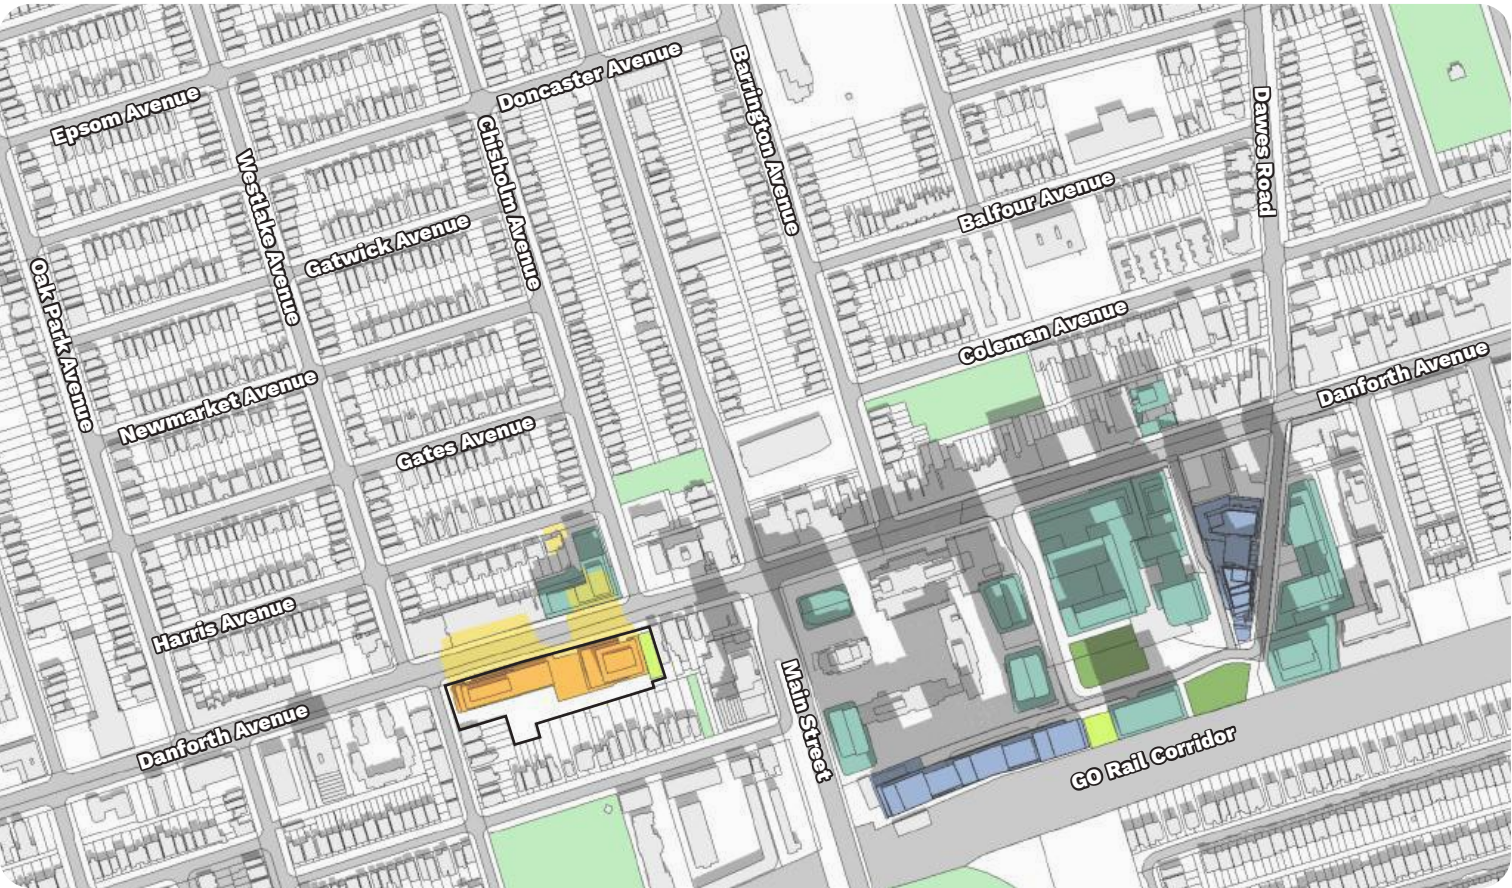 Doncaster Avenue
Epsom Avenue
Barrington Avenue
Dawes Road
Chisholm Avenue
Westlake Avenue
Balfour Avenue
Gatwick Avenue
Oak Park Avenue
Coleman Avenue
Danforth Avenue
Newmarket Avenue
Gates Avenue
Harris Avenue
Main Street
Danforth Avenue
GO Rail Corridor